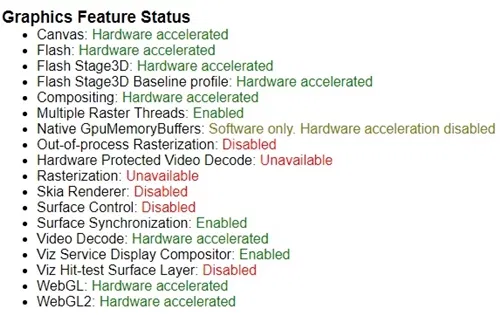 Graphics Feature Status
Canvas: Hardware accelerated
Flash: Hardware accelerated
Flash Stage3D: Hardware accelerated
Flash Stage3D Baseline profile: Hardware accelerated
Compositing: Hardware accelerated
Multiple Raster Threads: Enabled
Native GpuMemoryBuffers: Software only. Hardware acceleration disabled
Out-of-process Rasterization: Disabled
Hardware Protected Video Decode: Unavailable
Rasterization: Unavailable
Skia Renderer: Disabled
Surface Control: Disabled
Surface Synchronization: Enabled
Video Decode: Hardware accelerated
Viz Service Display Compositor: Enabled
Viz Hit-test Surface Layer: Disabled
WebGL: Hardware accelerated
WebGL2: Hardware accelerated